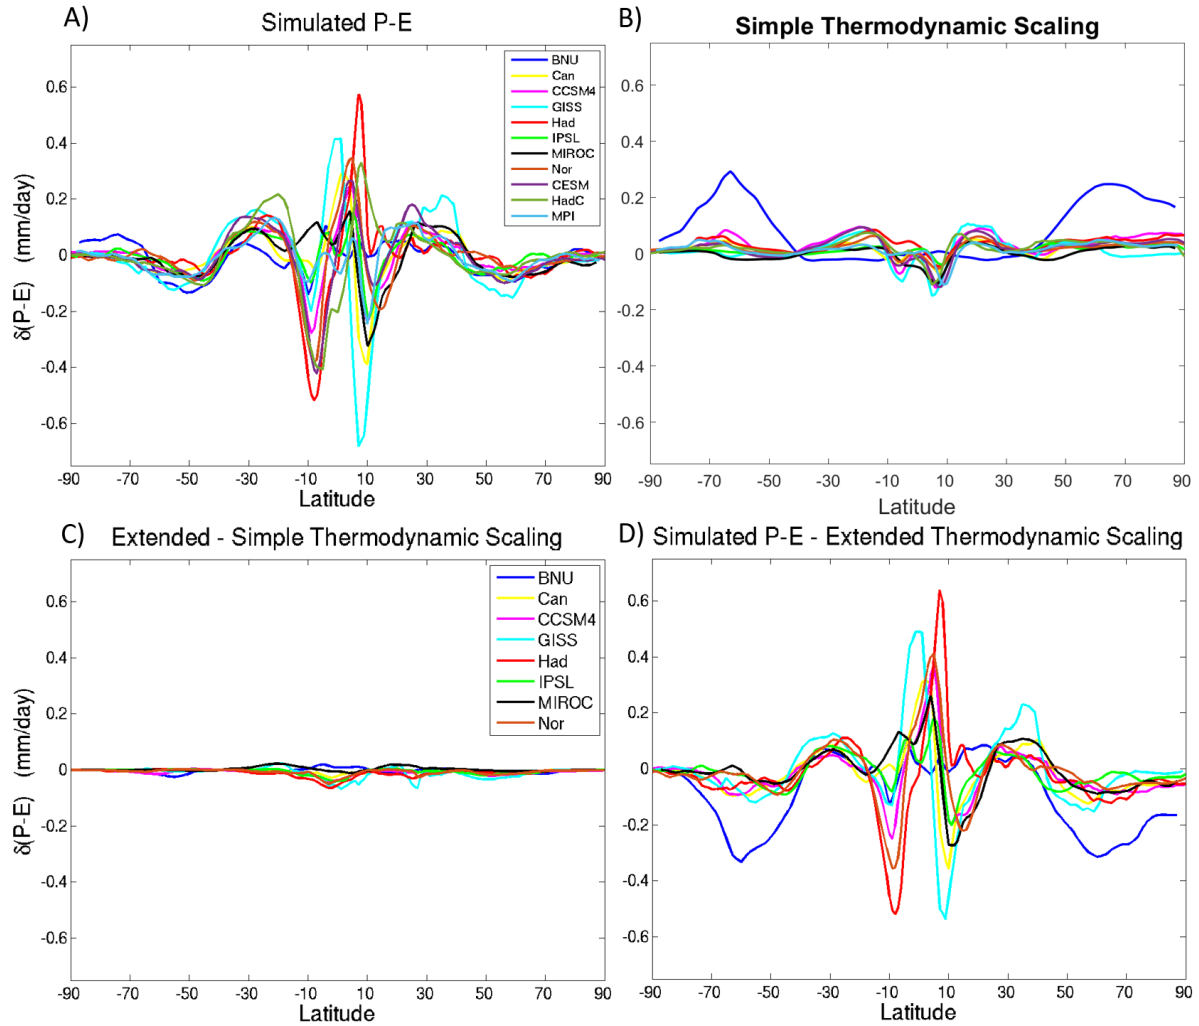 A)
Simulated P-E
δ(P-E) (mm/day)
0.6
0.4
0.2
0
-0.2
-0.4
-0.6
BNU
Can
CCSM4
GISS
Had
IPSL
MIROC
Nor
CESM
HadC
MPI
-90 -70 -50 -30 -10 10 30 50 70 90
Latitude
B)
Simple Thermodynamic Scaling
0.6
0.4
0.2
0
-0.2
-0.4
-0.6
-90 -70 -50 -30 -10 10 30 50 70 90
Latitude
C)
Extended - Simple Thermodynamic Scaling
δ(P-E) (mm/day)
0.6
0.4
0.2
0
-0.2
-0.4
-0.6
BNU
Can
CCSM4
GISS
Had
IPSL
MIROC
Nor
-90 -70 -50 -30 -10 10 30 50 70 90
Latitude
D)
Simulated P-E - Extended Thermodynamic Scaling
0.6
0.4
0.2
0
-0.2
-0.4
-0.6
-90 -70 -50 -30 -10 10 30 50 70 90
Latitude